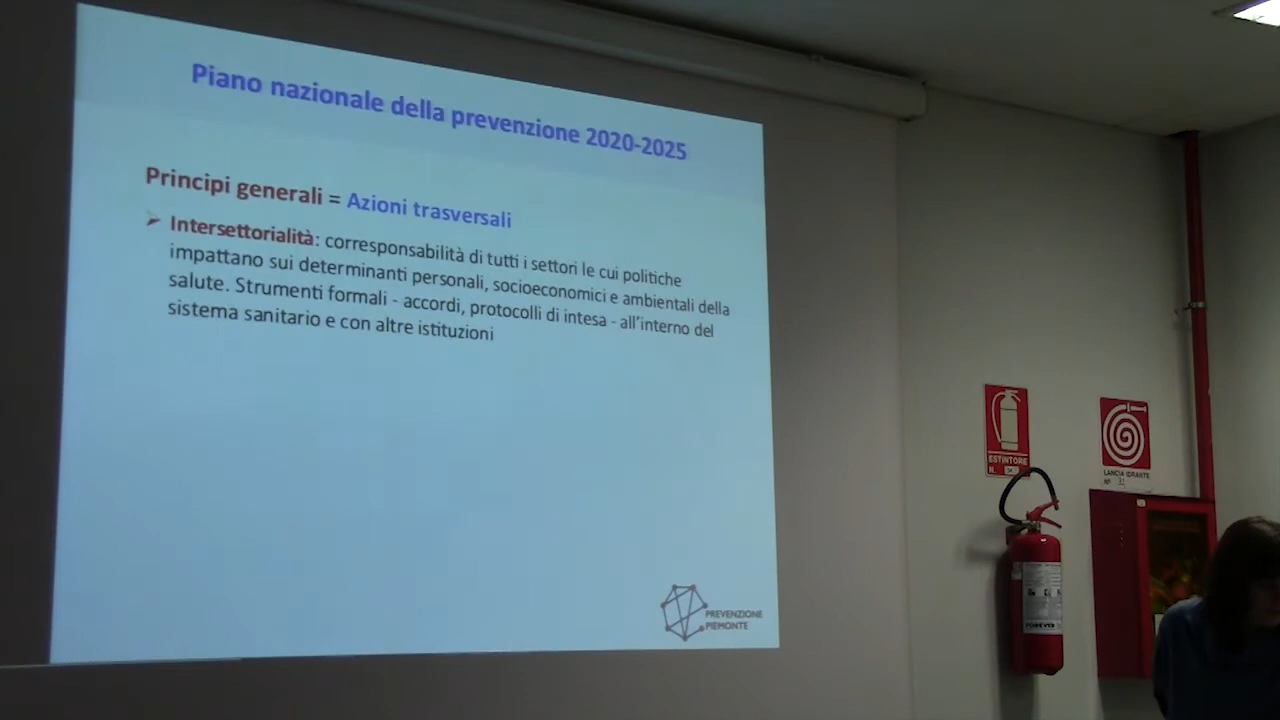 Piano nazionale della prevenzione 2020-2025
Principi generali = Azioni trasversali
Intersettorialità: corresponsabilità di tutti i settori le cui politiche
impattano sui determinanti personali, socioeconomici e ambientali della
salute. Strumenti formali - accordi, protocolli di intesa - all'interno del
sistema sanitario e con altre istituzioni
PREVENZIONE
PIEMONTE
ESTINTORE
N.
LANCIA IDRANTE
N°